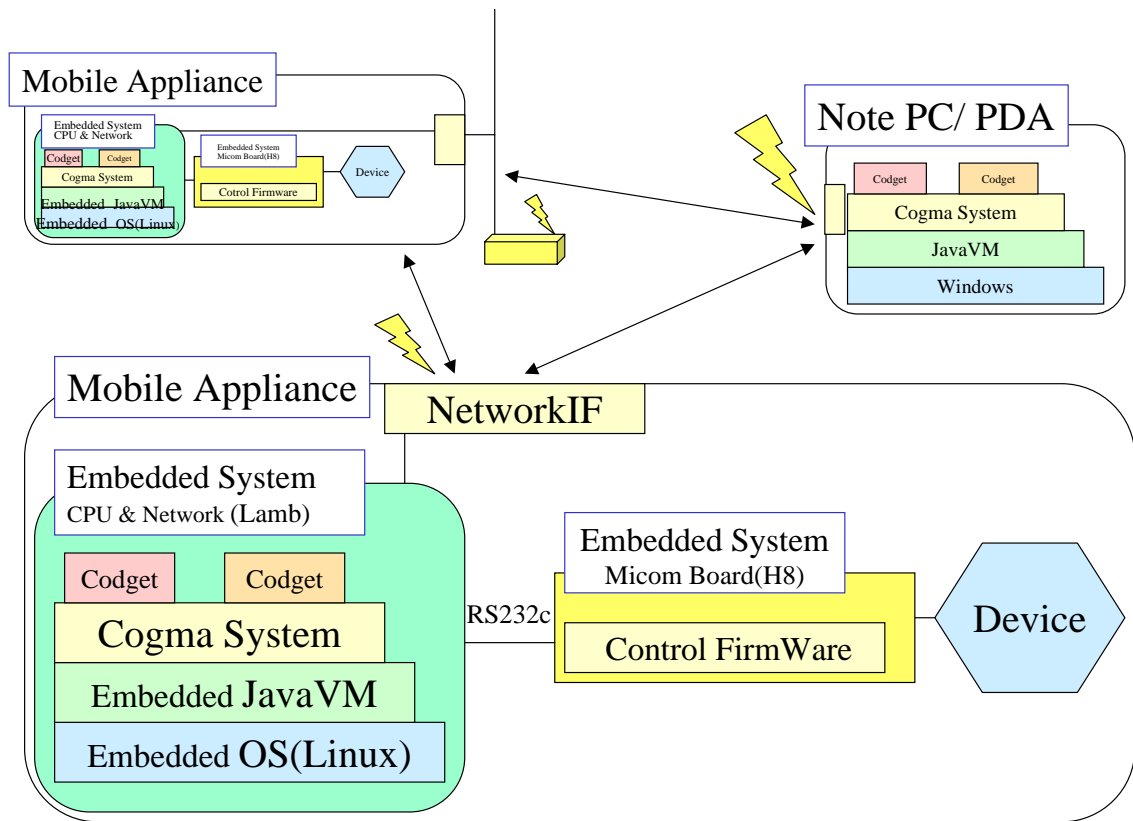 Mobile Appliance
Embedded System
CPU & Network
Codget
Codget
Cogma System
Embedded JavaVM
Embedded OS(Linux)
Embedded System
Micom Board(H8)
Cotrol Firmware
Device
Note PC/ PDA
Codget
Codget
Cogma System
JavaVM
Windows
Mobile Appliance
NetworkIF
Embedded System
CPU & Network (Lamb)
Codget
Codget
Cogma System
Embedded JavaVM
Embedded OS(Linux)
RS232c
Embedded System
Micom Board(H8)
Control FirmWare
Device